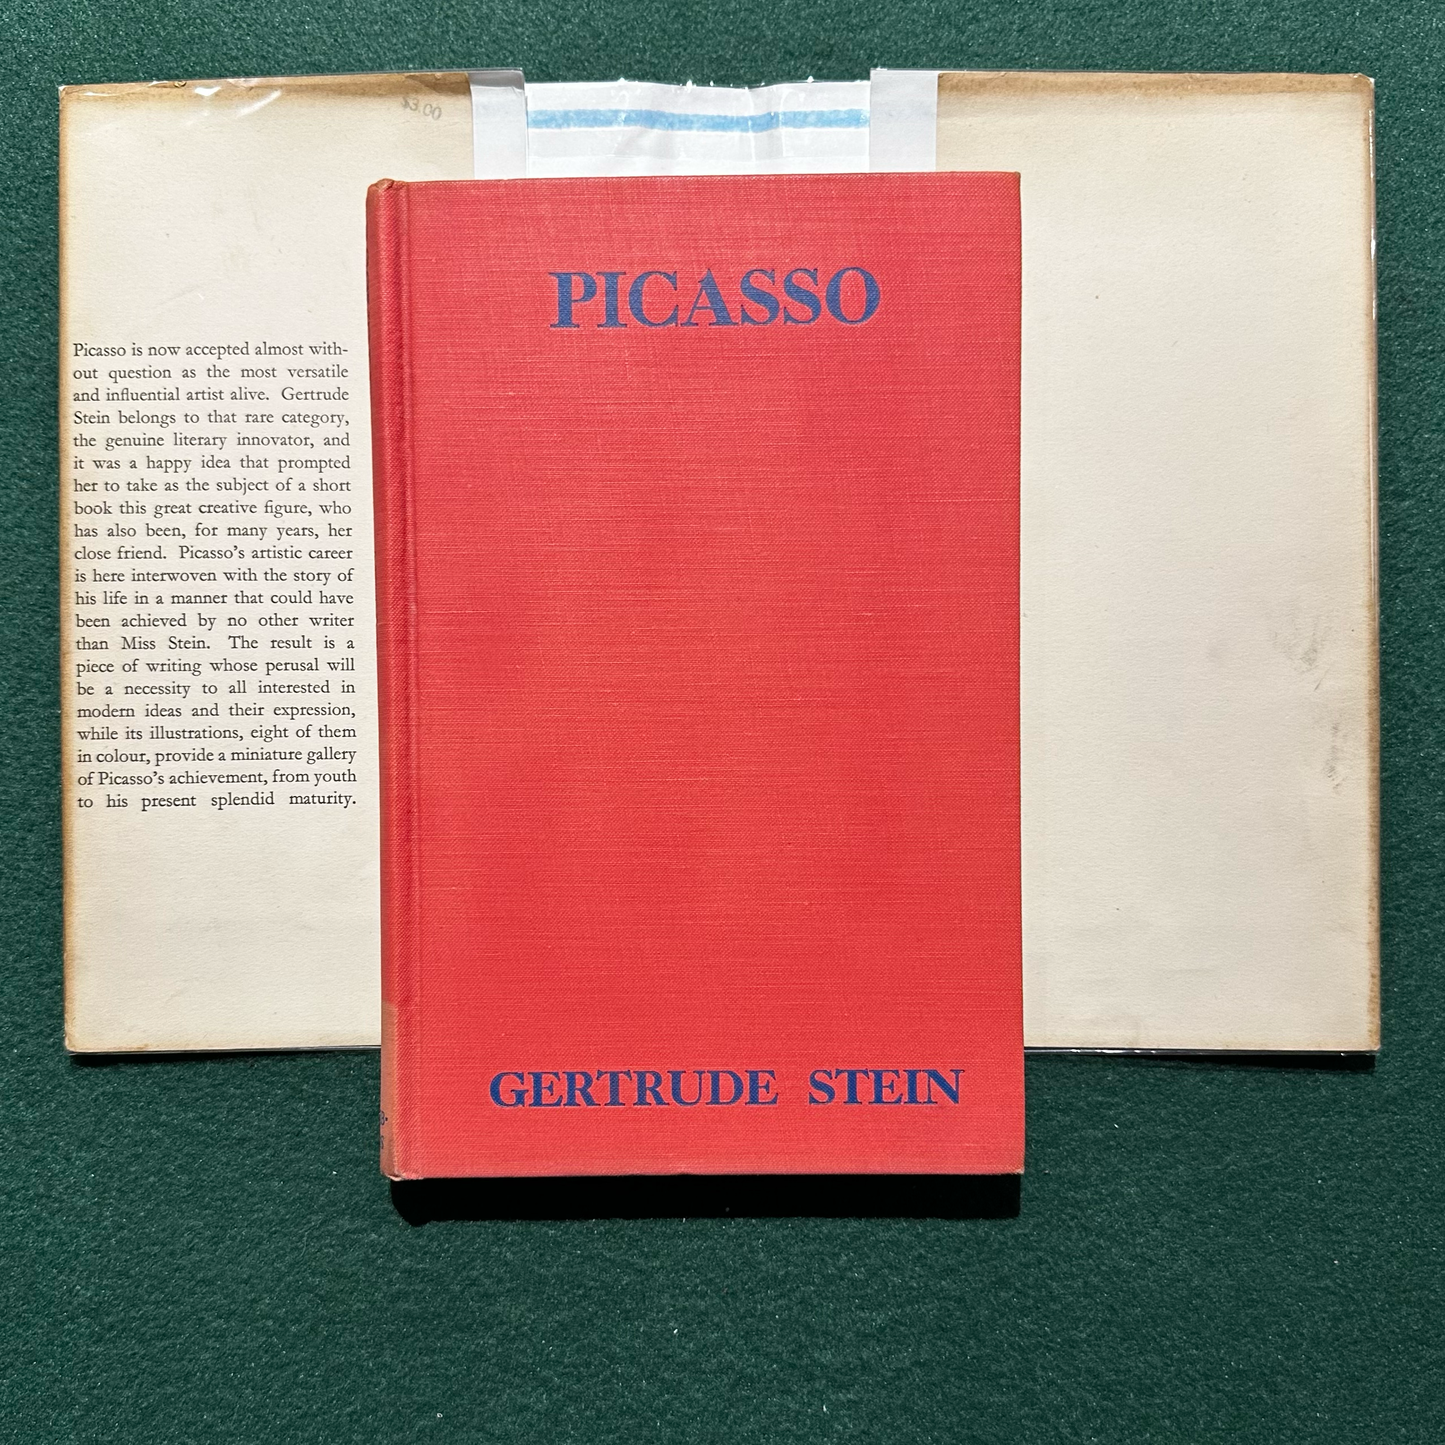 $3.00
Picasso is now accepted almost with-
out question as the most versatile
and influential artist alive. Gertrude
Stein belongs to that rare category,
the genuine literary innovator, and
it was a happy idea that prompted
her to take as the subject of a short
book this great creative figure, who
has also been, for many years, her
close friend. Picasso's artistic career
is here interwoven with the story of
his life in a manner that could have
been achieved by no other writer
than Miss Stein. The result is a
piece of writing whose perusal will
be a necessity to all interested in
modern ideas and their expression,
while its illustrations, eight of them
in colour, provide a miniature gallery
of Picasso's achievement, from youth
to his present splendid maturity.
PICASSO
GERTRUDE STEIN